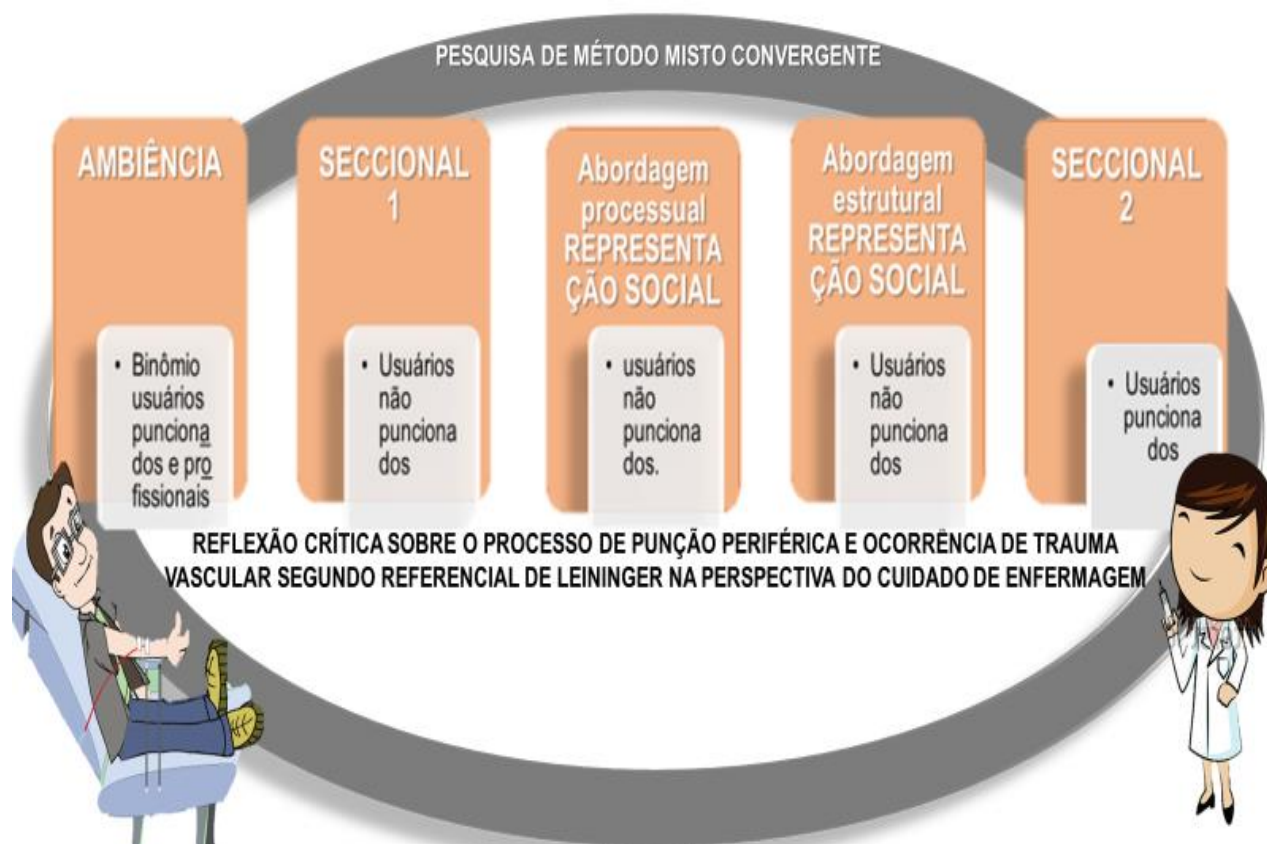 PESQUISA DE MÉTODO MISTO CONVERGENTE
AMBIÊNCIA
• Binômio
usuários
punciona
dos e pro
fissionais
SECCIONAL
1
• Usuários
não
punciona
dos
Abordagem
processual
REPRESENTA
ÇÃO SOCIAL
• usuários
não
punciona
dos.
Abordagem
estrutural
REPRESENTA
ÇÃO SOCIAL
• Usuários
não
punciona
dos
SECCIONAL
2
• Usuários
punciona
dos
REFLEXÃO CRÍTICA SOBRE O PROCESSO DE PUNÇÃO PERIFÉRICA E OCORRÊNCIA DE TRAUMA
VASCULAR SEGUNDO REFERENCIAL DE LEININGER NA PERSPECTIVA DO CUIDADO DE ENFERMAGEM